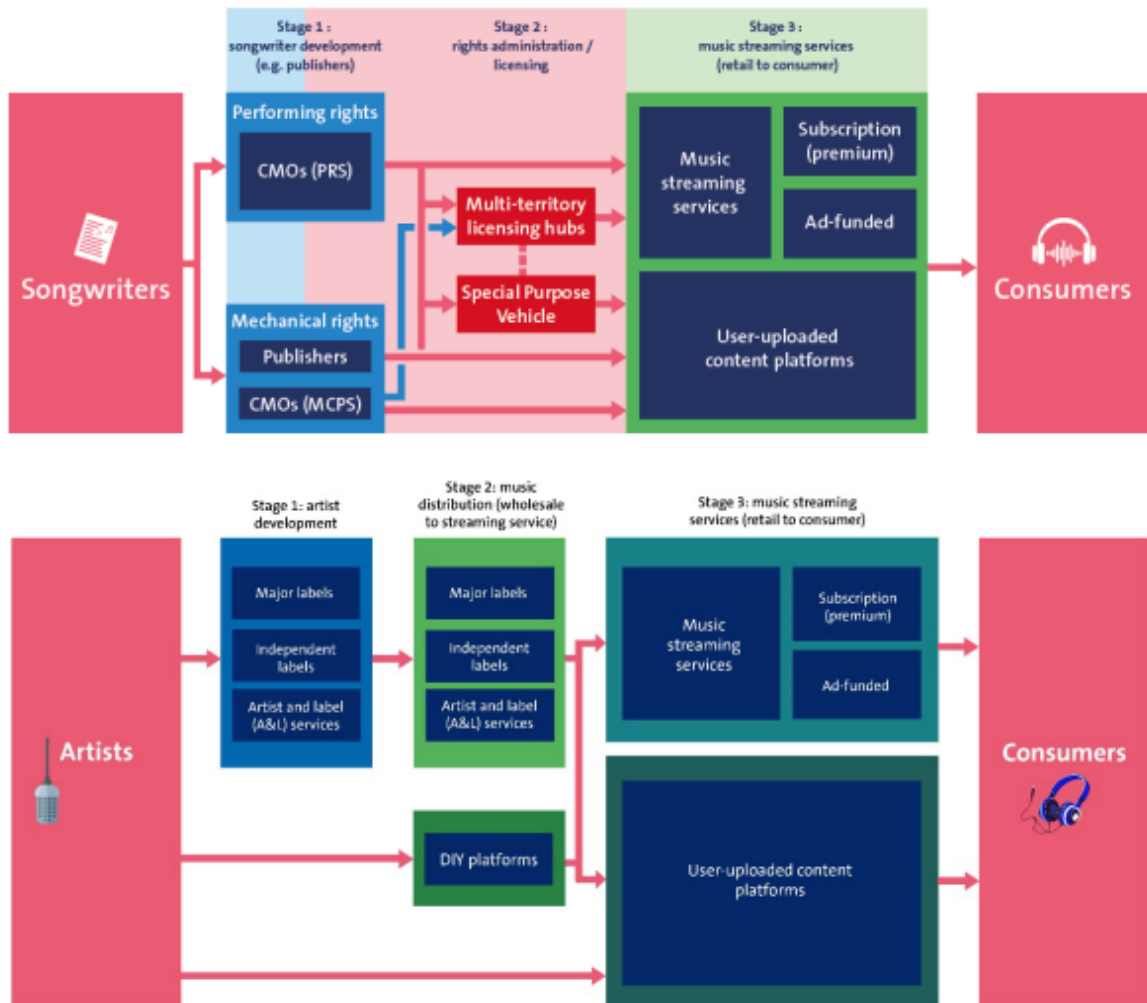 Stage 1 :
songwriter development
(e.g. publishers)
Stage 2 :
rights administration /
licensing
Stage 3 :
music streaming services
(retail to consumer)
Songwriters
Performing rights
CMOs (PRS)
Mechanical rights
Publishers
CMOs (MCPS)
Multi-territory
licensing hubs
Special Purpose
Vehicle
Music
streaming
services
Subscription
(premium)
Ad-funded
User-uploaded
content platforms
Consumers
Stage 1: artist
development
Stage 2: music
distribution (wholesale
to streaming service)
Stage 3: music streaming
services (retail to consumer)
Artists
Major labels
Independent
labels
Artist and label
(A&L) services
Major labels
Independent
labels
Artist and label
(A&L) services
DIY platforms
Music
streaming
services
Subscription
(premium)
Ad-funded
User-uploaded content
platforms
Consumers